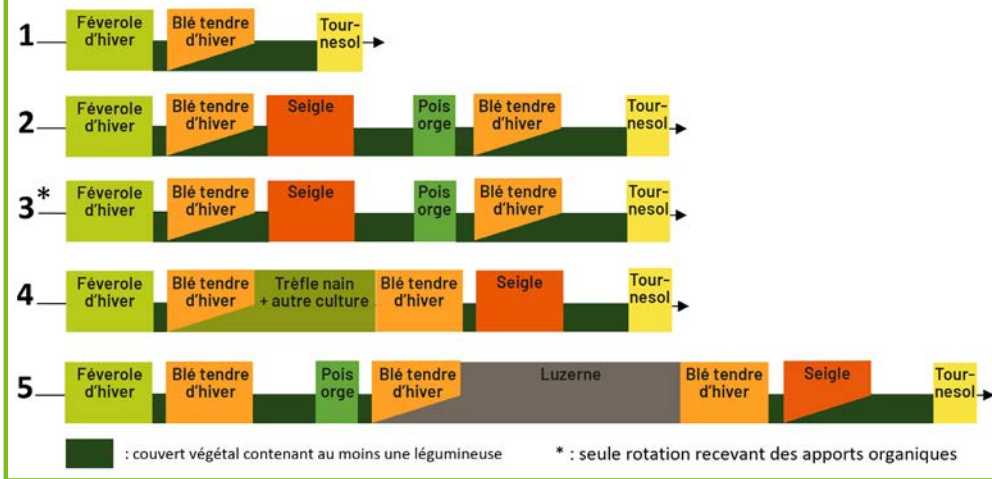 1
Féverole
d'hiver
Blé tendre
d'hiver
Tour-
nesol
2
Féverole
d'hiver
Blé tendre
d'hiver
Seigle
Pois
orge
Blé tendre
d'hiver
Tour-
nesol
3*
Féverole
d'hiver
Blé tendre
d'hiver
Seigle
Pois
orge
Blé tendre
d'hiver
Tour-
nesol
4
Féverole
d'hiver
Blé tendre
d'hiver
Trèfle nain
+ autre culture
Blé tendre
d'hiver
Seigle
Tour-
nesol
5
Féverole
d'hiver
Blé tendre
d'hiver
Pois
orge
Blé tendre
d'hiver
Luzerne
Blé tendre
d'hiver
Seigle
Tour-
nesol
: couvert végétal contenant au moins une légumineuse
* : seule rotation recevant des apports organiques